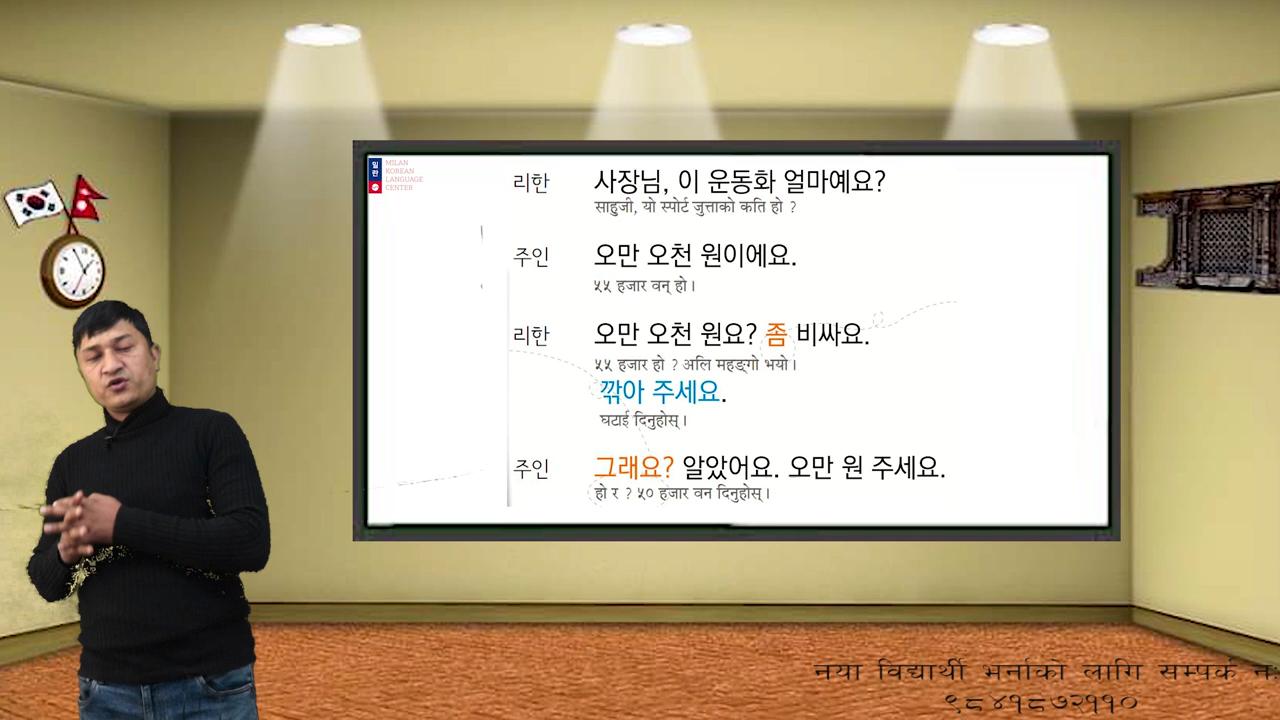 밀란
MILAN
KOREAN
LANGUAGE
CENTER
리한 사장님, 이 운동화 얼마예요?
साहुजी, यो स्पोर्ट जुत्ताको कति हो ?
주인 오만 오천 원이에요.
५५ हजार वन् हो ।
리한 오만 오천 원요? 좀 비싸요.
५५ हजार हो ? अलि महङ्गो भयो ।
깎아 주세요.
घटाई दिनुहोस् ।
주인 그래요? 알았어요. 오만 원 주세요.
हो र ? ५० हजार वन दिनुहोस् ।
नया विद्यार्थी भर्नाको लागि सम्पर्क न:
९८४१८७२११०